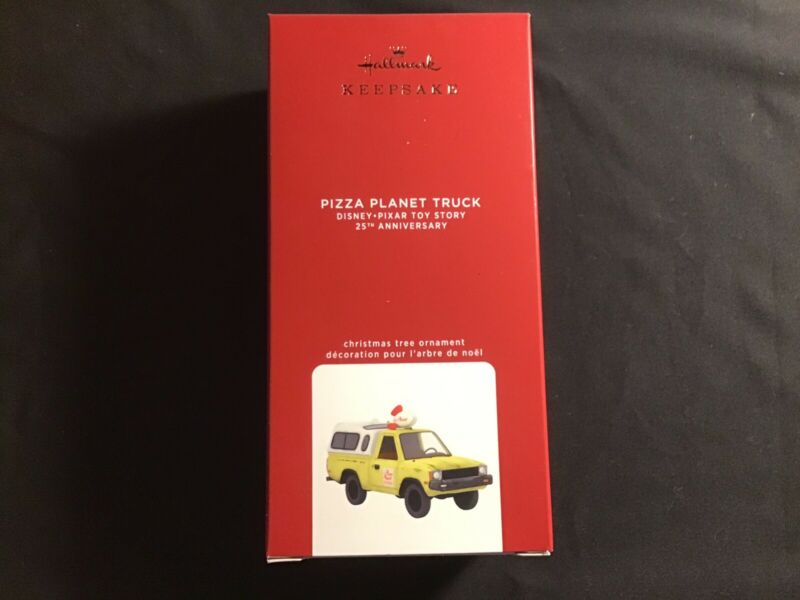 Hallmark
KEEPSAKE
PIZZA PLANET TRUCK
DISNEY•PIXAR TOY STORY
25TH ANNIVERSARY
christmas tree ornament
décoration pour l'arbre de noël